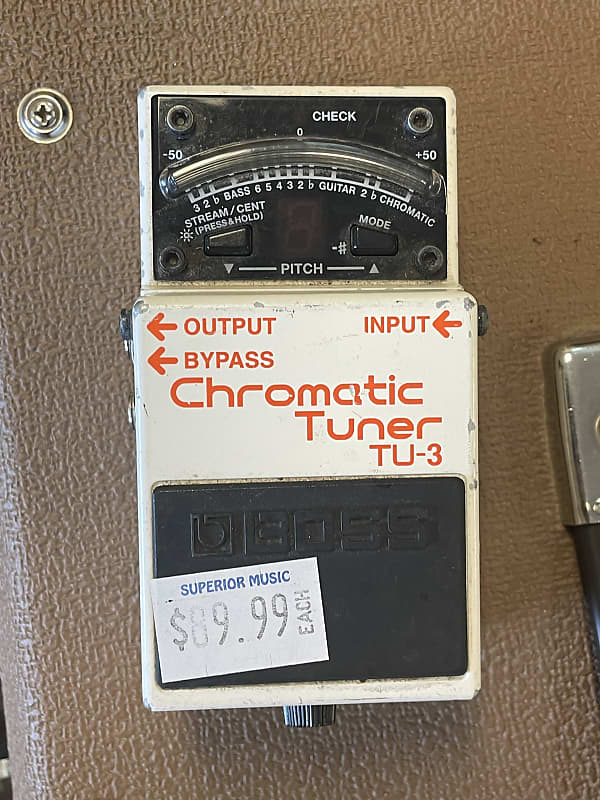 CHECK
0
-50 +50
3 2 ♭ BASS 6 5 4 3 2 ♭ GUITAR 2 ♭ CHROMATIC
STREAM/CENT
(PRESS&HOLD)
MODE
-#
▼ PITCH ▲
← OUTPUT INPUT ←
← BYPASS
Chromatic
Tuner
TU-3
BOSS
SUPERIOR MUSIC
$89.99 EACH